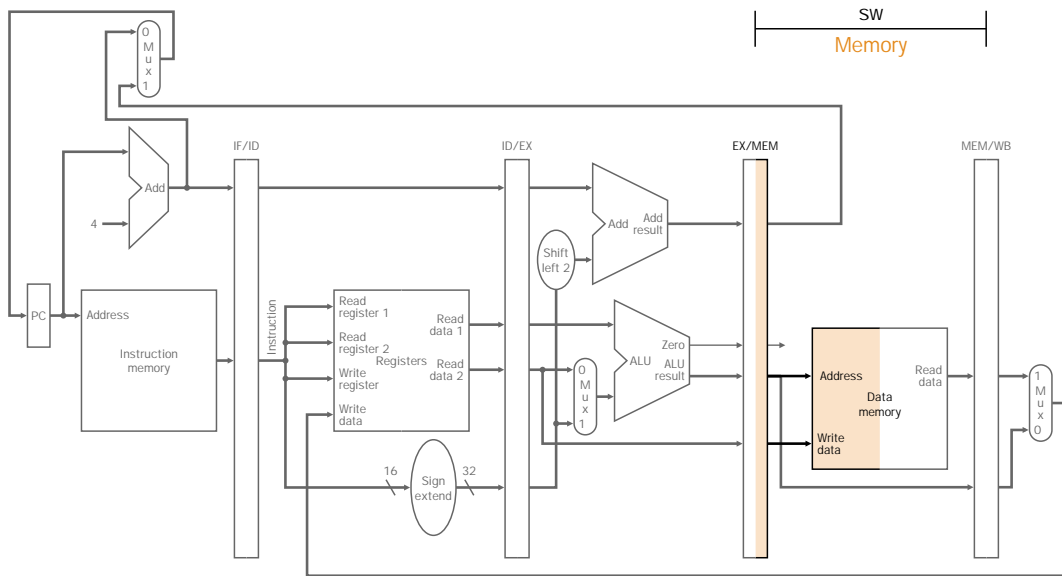 SW
Memory
0
M
u
x
1
IF/ID
ID/EX
EX/MEM
MEM/WB
Add
4
Add
Add
result
Shift
left 2
PC
Address
Instruction
memory
Instruction
Read
register 1
Read
register 2
Registers
Write
register
Write
data
Read
data 1
Read
data 2
0
M
u
x
1
Zero
ALU
ALU
result
Address
Read
data
Data
memory
Write
data
1
M
u
x
0
16
Sign
extend
32